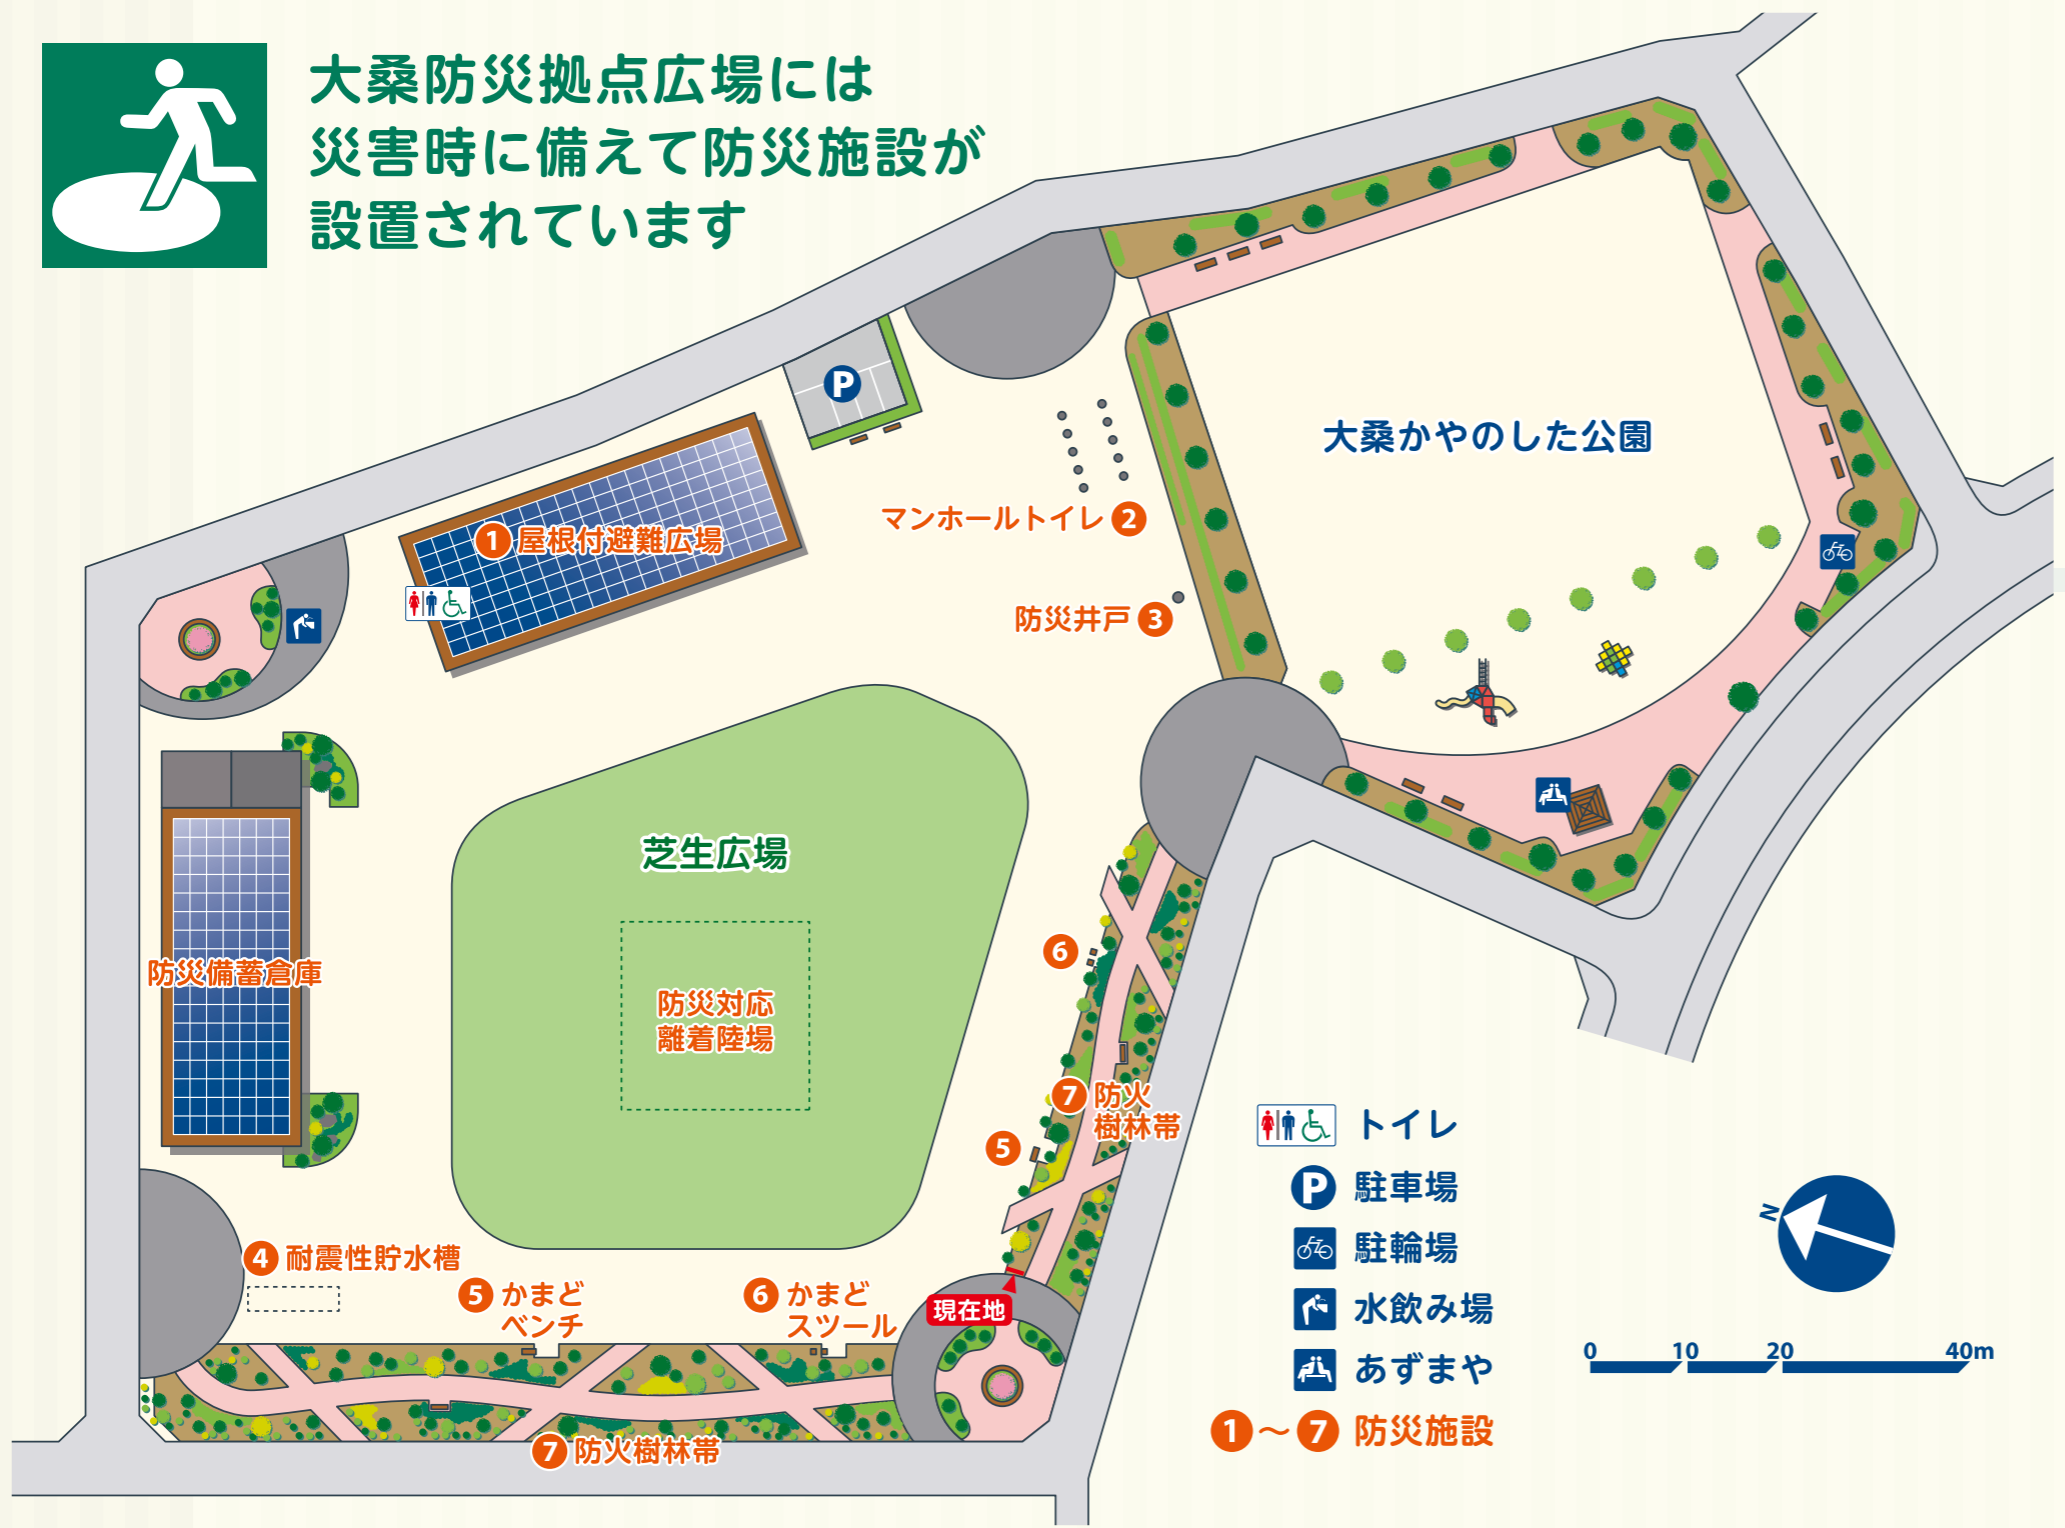 大桑防災拠点広場には
災害時に備えて防災施設が
設置されています
P
大桑かやのした公園
マンホールトイレ 2
1 屋根付避難広場
防災井戸 3
芝生広場
6
防災備蓄倉庫
防災対応
離着陸場
7 防火
樹林帯
5
4 耐震性貯水槽
5 かまど
ベンチ
6 かまど
スツール
現在地
7 防火樹林帯
トイレ
P 駐車場
駐輪場
水飲み場
あずまや
1～7 防災施設
N
0 10 20 40m